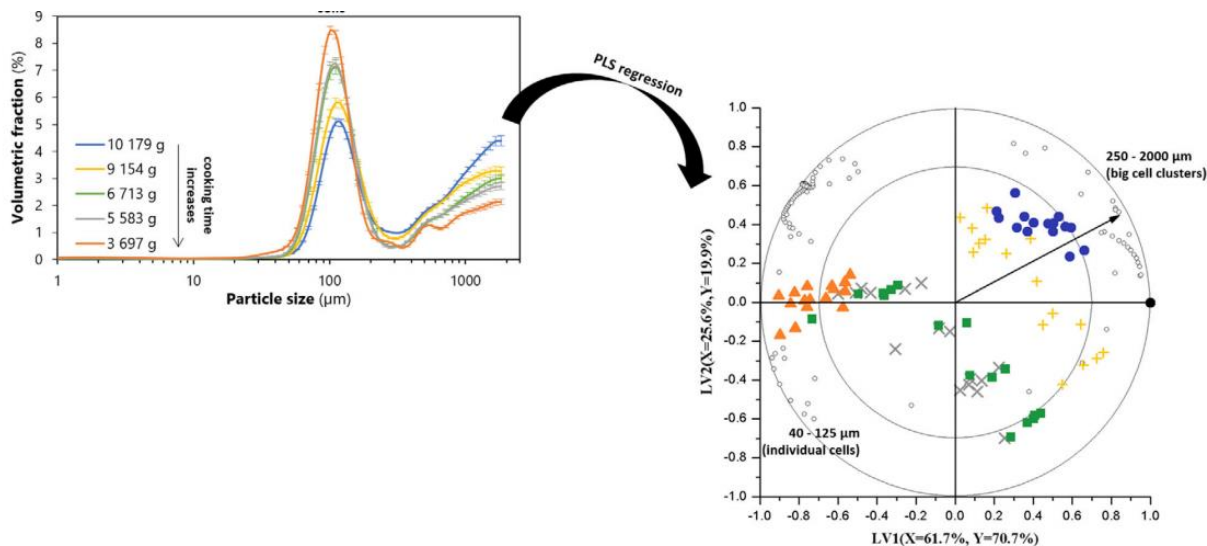 Volumetric fraction (%)
9
8
7
6
5
4
3
2
1
0
10 179 g
9 154 g
6 713 g
5 583 g
3 697 g
cooking time
increases
1
10
100
1000
Particle size (µm)
PLS regression
LV2(X=25.6%,Y=19.9%)
1.0
0.8
0.6
0.4
0.2
0.0
-0.2
-0.4
-0.6
-0.8
-1.0
250 - 2000 µm
(big cell clusters)
40 - 125 µm
(individual cells)
-1.0 -0.8 -0.6 -0.4 -0.2 0.0 0.2 0.4 0.6 0.8 1.0
LV1(X=61.7%, Y=70.7%)